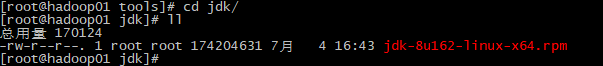 [root@hadoop01 tools]# cd jdk/
[root@hadoop01 jdk]# ll
总用量 170124
-rw-r--r--. 1 root root 174204631 7月   4 16:43 jdk-8u162-linux-x64.rpm
[root@hadoop01 jdk]#